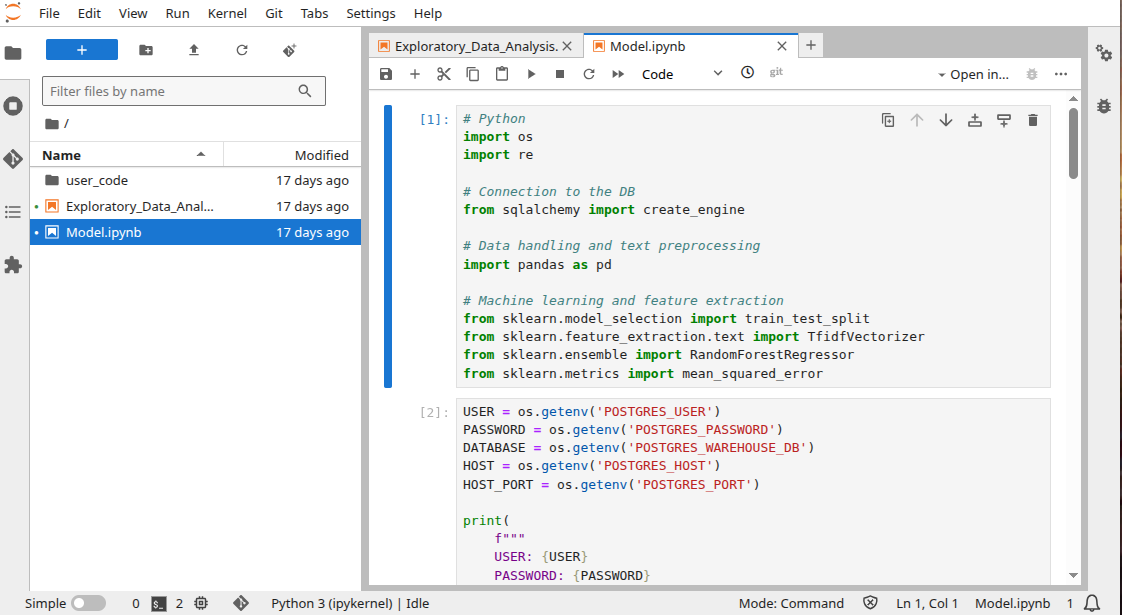 File Edit View Run Kernel Git Tabs Settings Help
+
Filter files by name
/
Name Modified
user_code 17 days ago
Exploratory_Data_Anal... 17 days ago
Model.ipynb 17 days ago
Exploratory_Data_Analysis. Model.ipynb
Code git Open in...
[1]:
# Python
import os
import re
# Connection to the DB
from sqlalchemy import create_engine
# Data handling and text preprocessing
import pandas as pd
# Machine learning and feature extraction
from sklearn.model_selection import train_test_split
from sklearn.feature_extraction.text import TfidfVectorizer
from sklearn.ensemble import RandomForestRegressor
from sklearn.metrics import mean_squared_error
[2]:
USER = os.getenv('POSTGRES_USER')
PASSWORD = os.getenv('POSTGRES_PASSWORD')
DATABASE = os.getenv('POSTGRES_WAREHOUSE_DB')
HOST = os.getenv('POSTGRES_HOST')
HOST_PORT = os.getenv('POSTGRES_PORT')
print(
f"""
USER: {USER}
PASSWORD: {PASSWORD}
Simple 0 2 Python 3 (ipykernel) | Idle Mode: Command Ln 1, Col 1 Model.ipynb 1